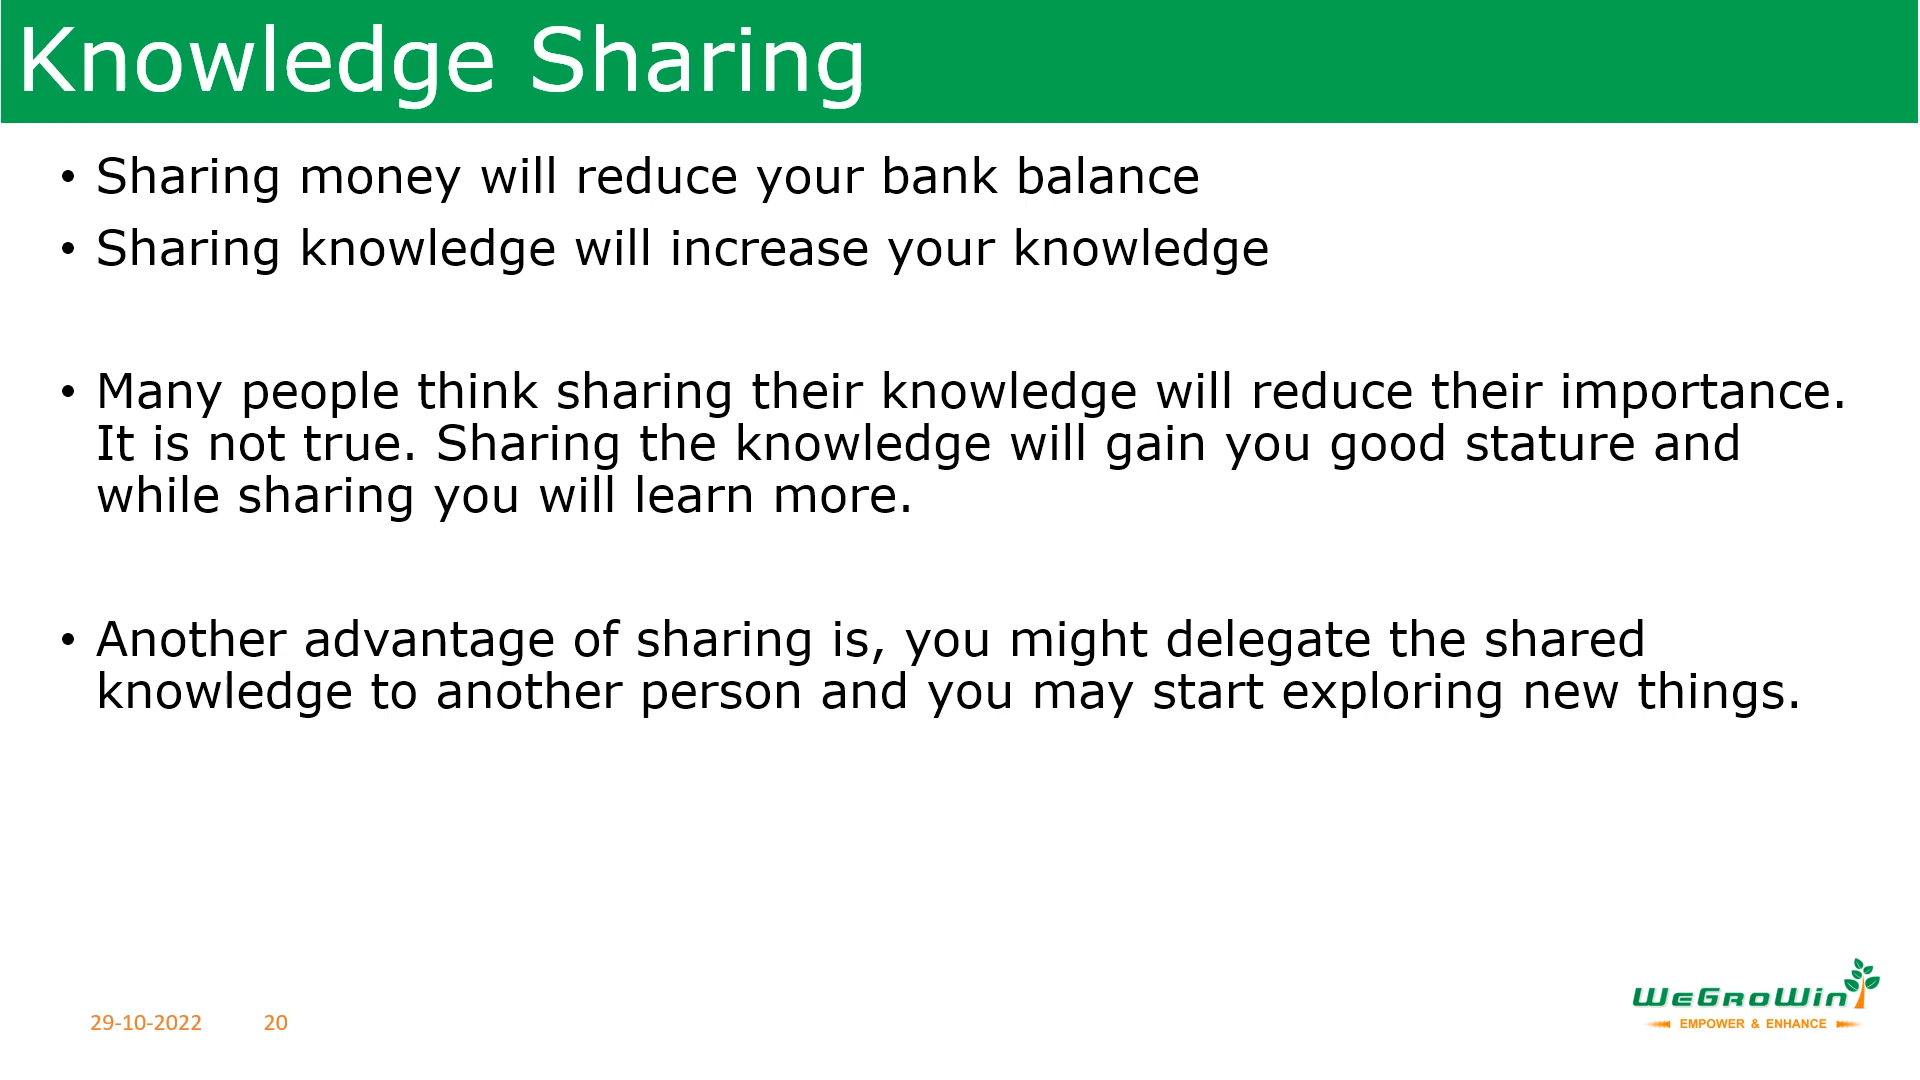 Knowledge Sharing
• Sharing money will reduce your bank balance
• Sharing knowledge will increase your knowledge
• Many people think sharing their knowledge will reduce their importance.
It is not true. Sharing the knowledge will gain you good stature and
while sharing you will learn more.
• Another advantage of sharing is, you might delegate the shared
knowledge to another person and you may start exploring new things.
29-10-2022 20
WeGroWin
EMPOWER & ENHANCE